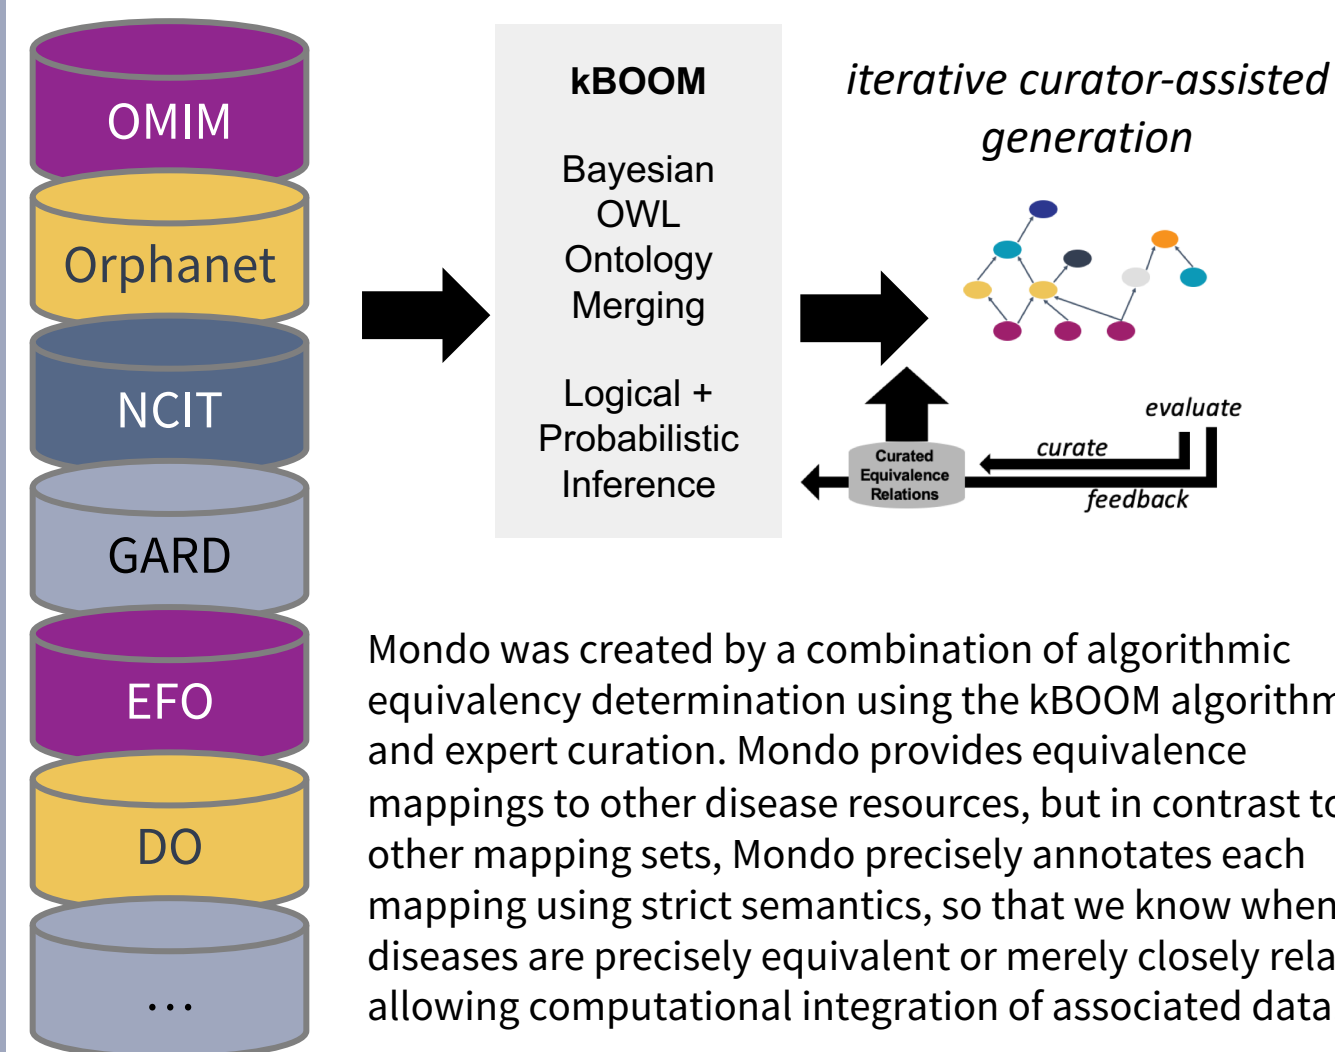 OMIM
Orphanet
NCIT
GARD
EFO
DO
...
kBOOM
Bayesian
OWL
Ontology
Merging
Logical +
Probabilistic
Inference
iterative curator-assisted
generation
evaluate
curate
feedback
Curated
Equivalence
Relations
Mondo was created by a combination of algorithmic
equivalency determination using the kBOOM algorithm
and expert curation. Mondo provides equivalence
mappings to other disease resources, but in contrast to
other mapping sets, Mondo precisely annotates each
mapping using strict semantics, so that we know when
diseases are precisely equivalent or merely closely rela
allowing computational integration of associated data